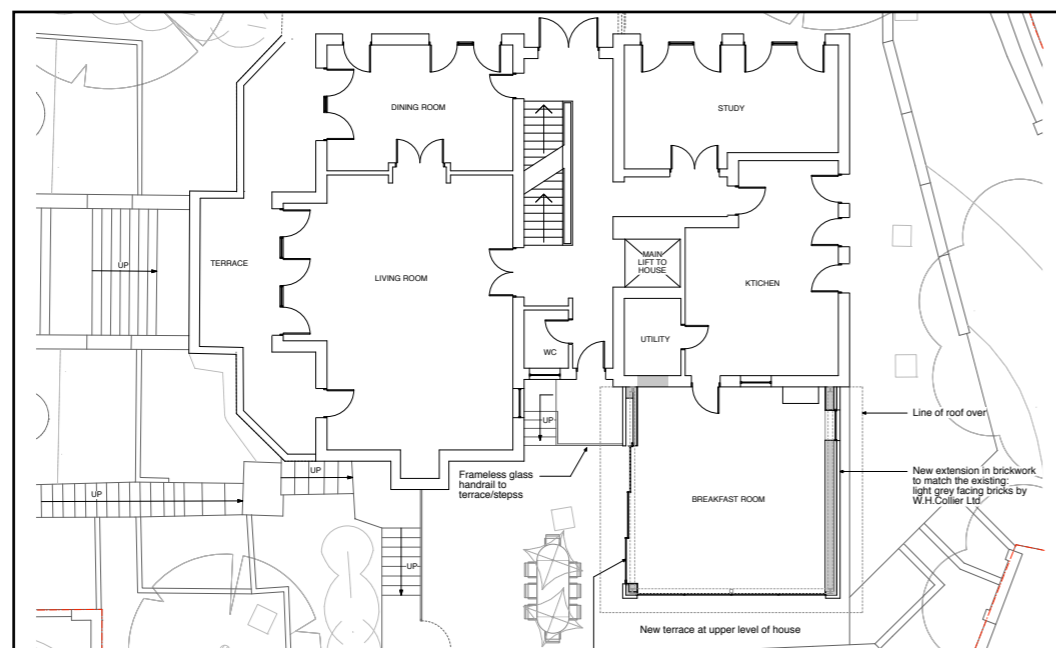 DINING ROOM
STUDY
UP
TERRACE
LIVING ROOM
MAIN
LIFT TO
HOUSE
KTICHEN
UTILITY
WC
UP
Line of roof over
UP
UP
Frameless glass
handrail to
terrace/stepss
BREAKFAST ROOM
New extension in brickwork
to match the existing:
light grey facing bricks by
W.H.Collier Ltd
UP
New terrace at upper level of house